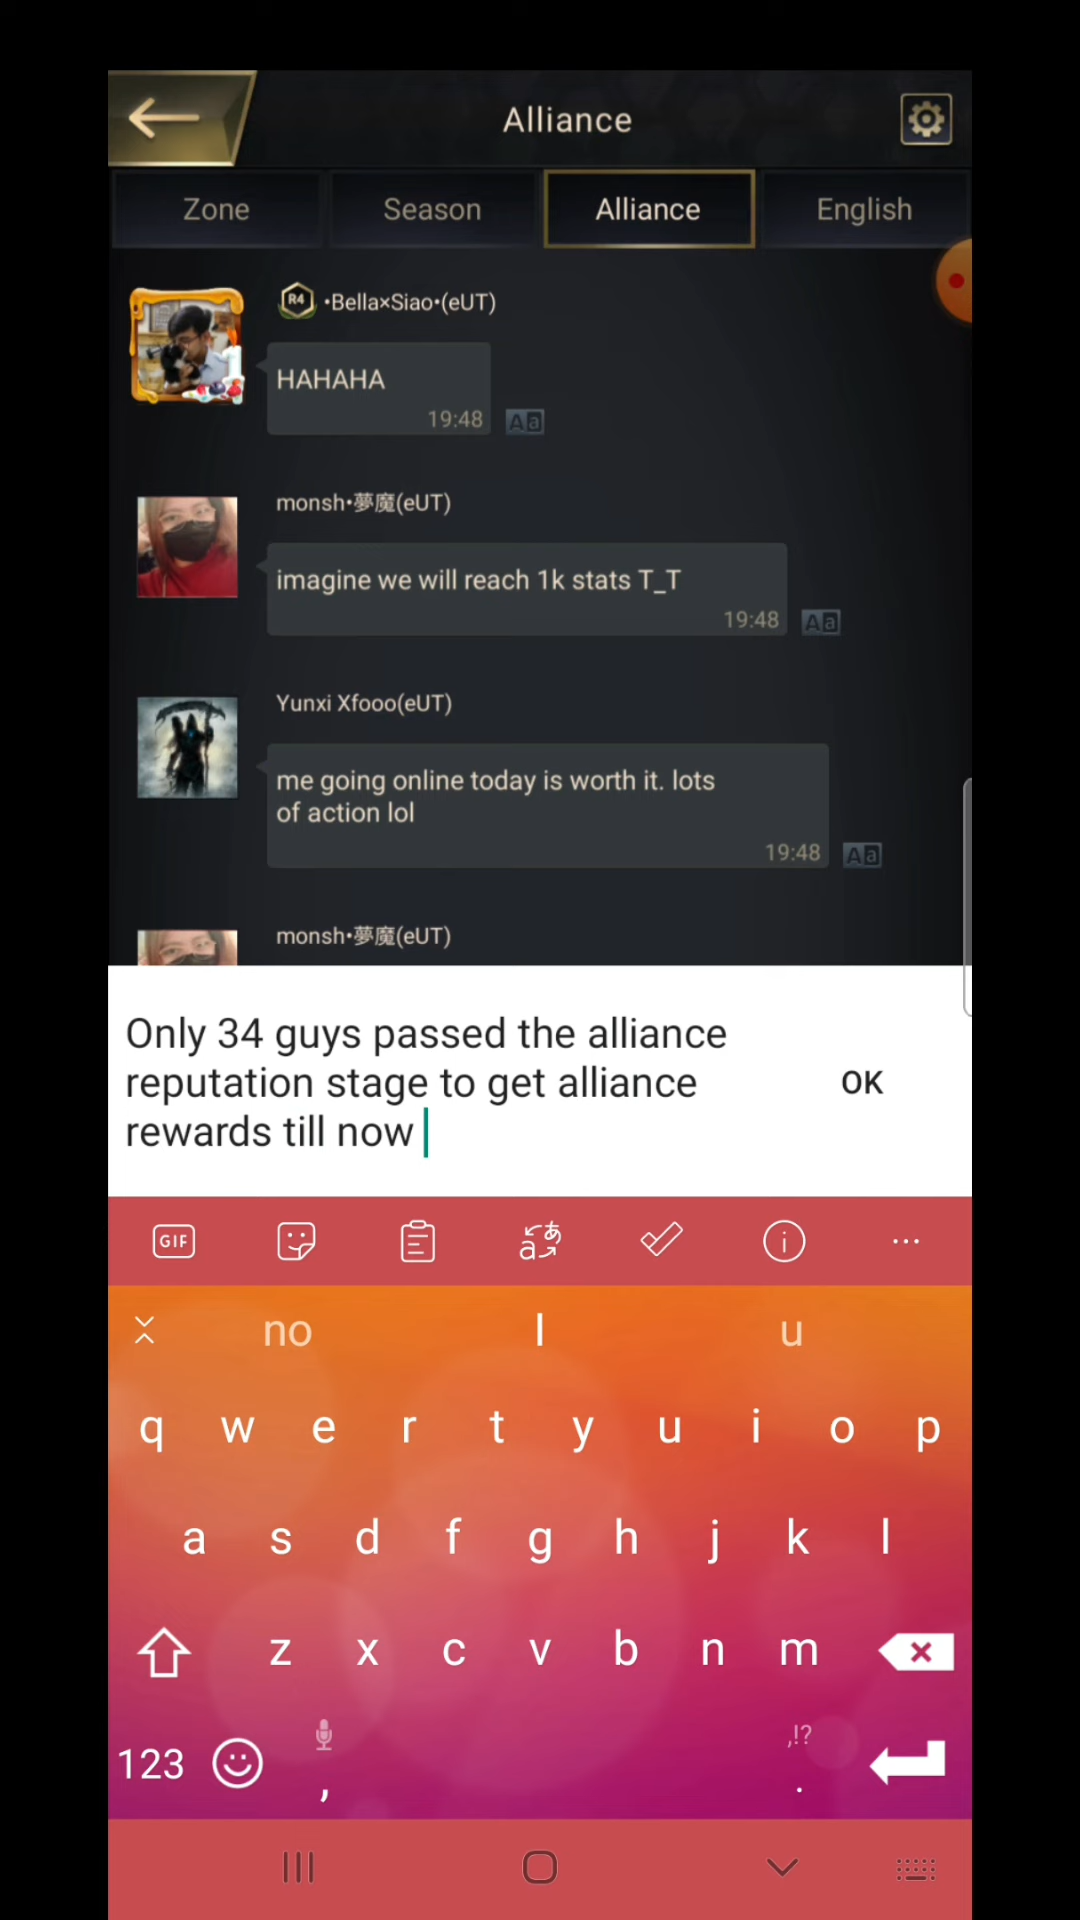 Alliance
Zone
Season
Alliance
English
R4 •Bella×Siao•(eUT)
HAHAHA
19:48
Aa
monsh•夢魔(eUT)
imagine we will reach 1k stats T_T
19:48
Aa
Yunxi Xfooo(eUT)
me going online today is worth it. lots
of action lol
19:48
Aa
monsh•夢魔(eUT)
Only 34 guys passed the alliance
reputation stage to get alliance
rewards till now
OK
GIF
aあ
no
I
u
q w e r t y u i o p
a s d f g h j k l
z x c v b n m
,!?
123 , .